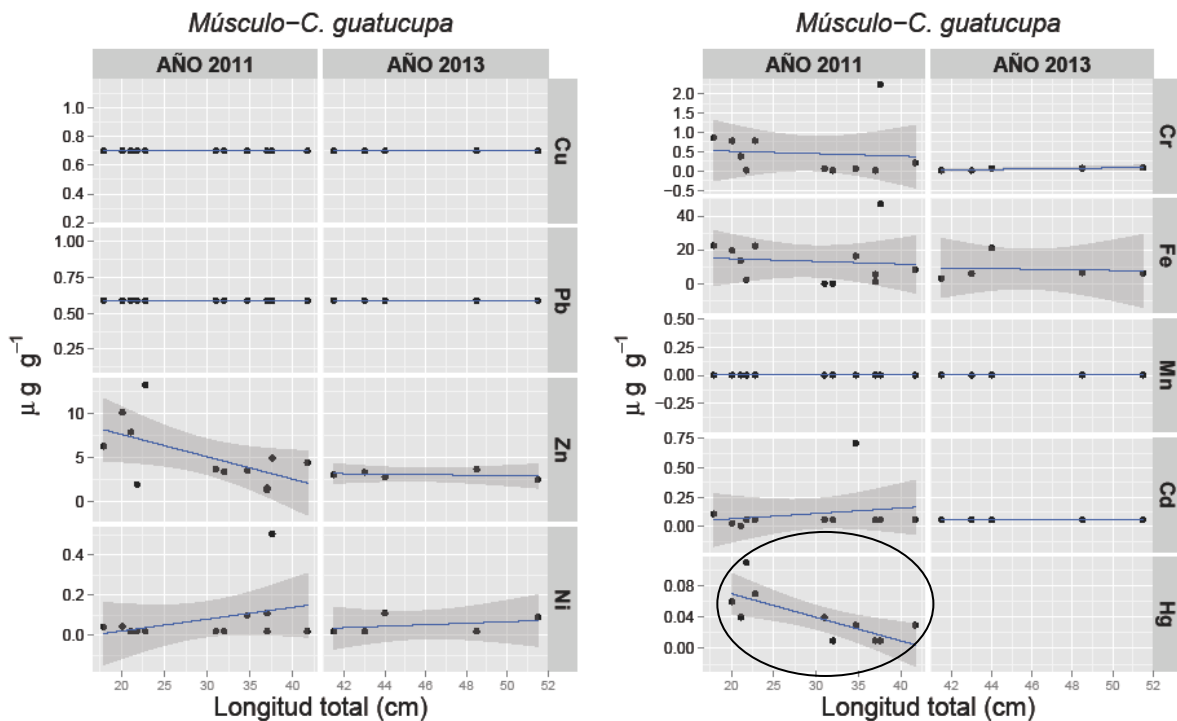 Músculo−C. guatucupa
AÑO 2011 AÑO 2013
1.0
0.8
0.6
0.4
0.2
Cu
1.00
0.75
0.50
0.25
Pb
10
5
0
Zn
0.4
0.2
0.0
Ni
µ g g−1
20 25 30 35 40 42 44 46 48 50 52
Longitud total (cm)
Músculo−C. guatucupa
AÑO 2011 AÑO 2013
2.0
1.5
1.0
0.5
0.0
−0.5
Cr
40
20
0
Fe
0.50
0.25
0.00
−0.25
Mn
0.75
0.50
0.25
0.00
Cd
0.08
0.04
0.00
Hg
µ g g−1
20 25 30 35 40 42 44 46 48 50 52
Longitud total (cm)